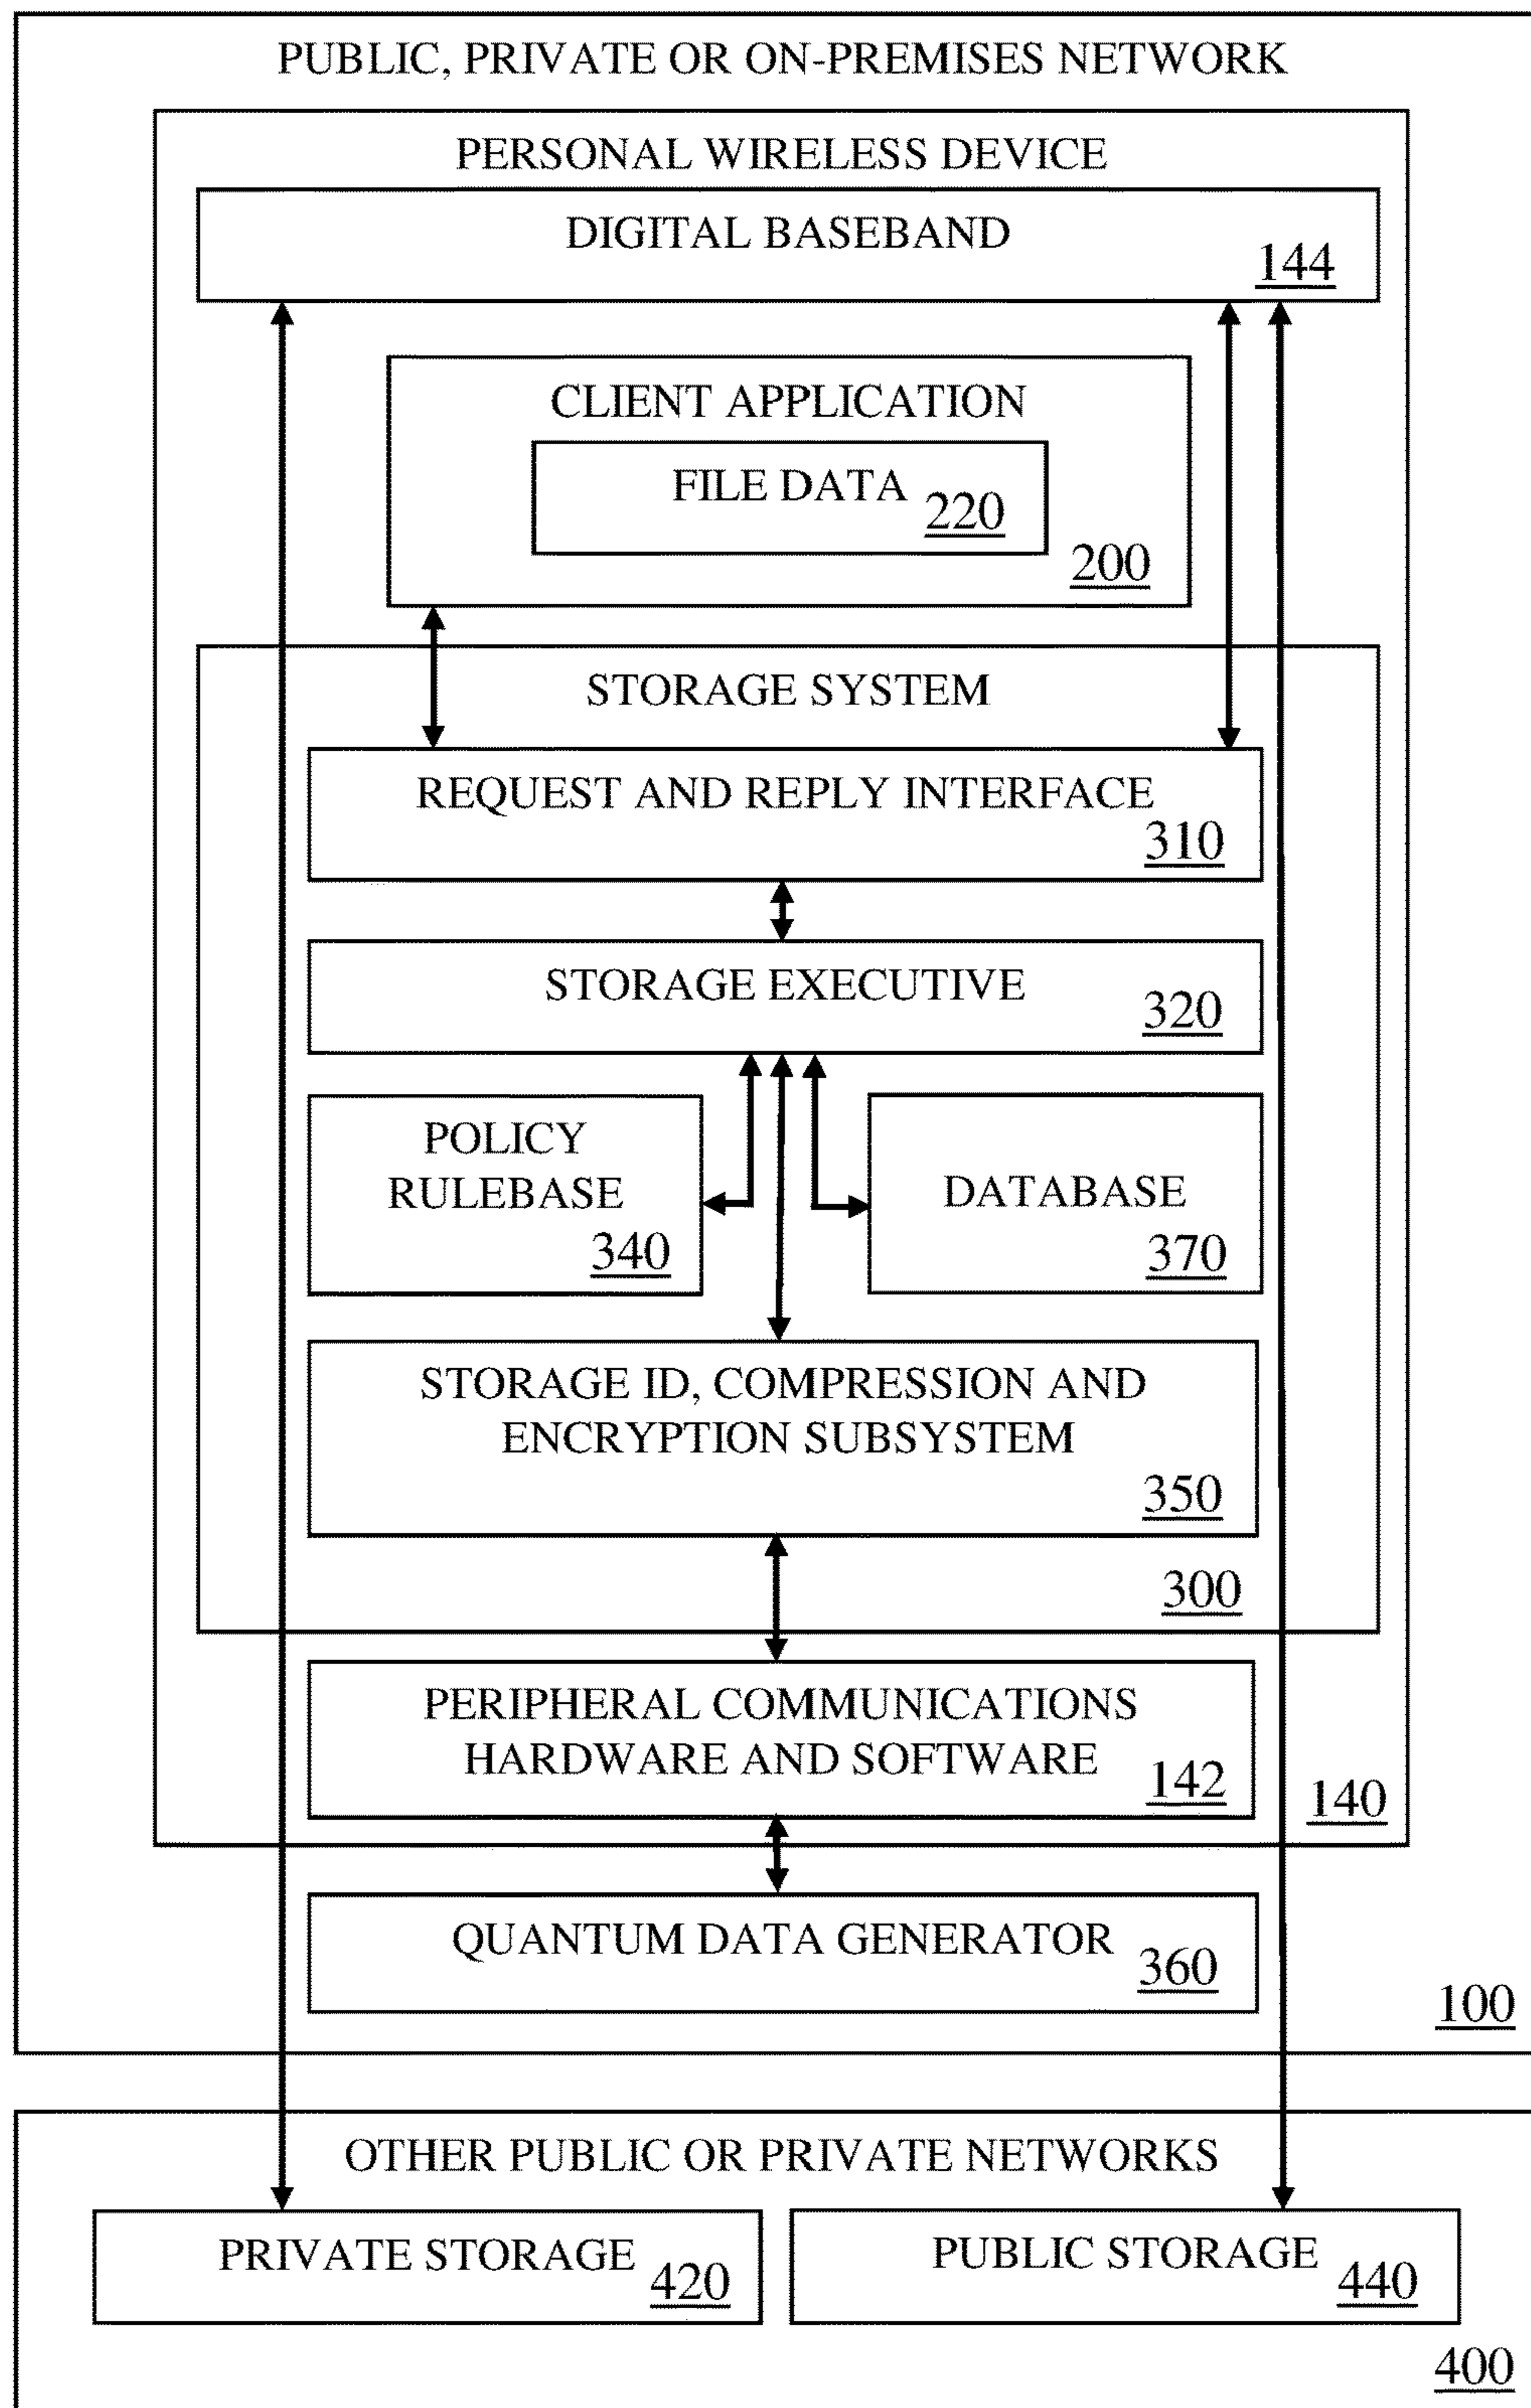 PUBLIC, PRIVATE OR ON-PREMISES NETWORK
PERSONAL WIRELESS DEVICE
DIGITAL BASEBAND
144
CLIENT APPLICATION
FILE DATA
220
200
STORAGE SYSTEM
REQUEST AND REPLY INTERFACE
310
STORAGE EXECUTIVE
320
POLICY
RULEBASE
340
DATABASE
370
STORAGE ID, COMPRESSION AND
ENCRYPTION SUBSYSTEM
350
300
PERIPHERAL COMMUNICATIONS
HARDWARE AND SOFTWARE
142
140
QUANTUM DATA GENERATOR
360
100
OTHER PUBLIC OR PRIVATE NETWORKS
PRIVATE STORAGE
420
PUBLIC STORAGE
440
400